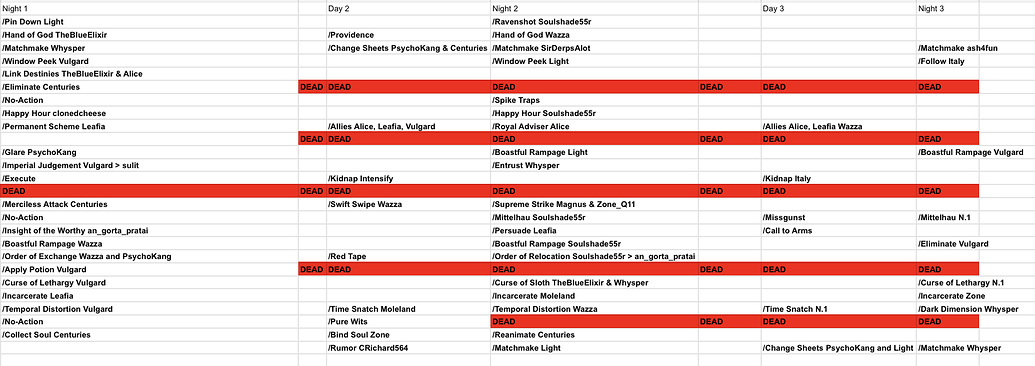 Night 1 Day 2 Night 2 Day 3 Night 3
/Pin Down Light /Ravenshot Soulshade55r
/Hand of God TheBlueElixir /Providence /Hand of God Wazza
/Matchmake Whysper /Change Sheets PsychoKang & Centuries /Matchmake SirDerpsAlot /Matchmake ash4fun
/Window Peek Vulgard /Window Peek Light /Follow Italy
/Link Destinies TheBlueElixir & Alice
/Eliminate Centuries DEAD DEAD DEAD DEAD DEAD DEAD
/No-Action /Spike Traps
/Happy Hour clonedcheese /Happy Hour Soulshade55r
/Permanent Scheme Leafia /Allies Alice, Leafia, Vulgard /Royal Adviser Alice /Allies Alice, Leafia Wazza
DEAD DEAD DEAD DEAD DEAD DEAD
/Glare PsychoKang /Boastful Rampage Light /Boastful Rampage Vulgard
/Imperial Judgement Vulgard > sulit /Entrust Whysper
/Execute /Kidnap Intensify /Kidnap Italy
DEAD DEAD DEAD DEAD DEAD DEAD DEAD
/Merciless Attack Centuries /Swift Swipe Wazza /Supreme Strike Magnus & Zone_Q11
/No-Action /Mittelhau Soulshade55r /Missgunst /Mittelhau N.1
/Insight of the Worthy an_gorta_pratai /Persuade Leafia /Call to Arms
/Boastful Rampage Wazza /Boastful Rampage Soulshade55r /Eliminate Vulgard
/Order of Exchange Wazza and PsychoKang /Red Tape /Order of Relocation Soulshade55r > an_gorta_pratai
/Apply Potion Vulgard DEAD DEAD DEAD DEAD DEAD DEAD
/Curse of Lethargy Vulgard /Curse of Sloth TheBlueElixir & Whysper /Curse of Lethargy N.1
/Incarcerate Leafia /Incarcerate Moleland /Incarcerate Zone
/Temporal Distortion Vulgard /Time Snatch Moleland /Temporal Distortion Wazza /Time Snatch N.1 /Dark Dimension Whysper
/No-Action /Pure Wits DEAD DEAD DEAD DEAD
/Collect Soul Centuries /Bind Soul Zone /Reanimate Centuries
/Rumor CRichard564 /Matchmake Light /Change Sheets PsychoKang and Light /Matchmake Whysper